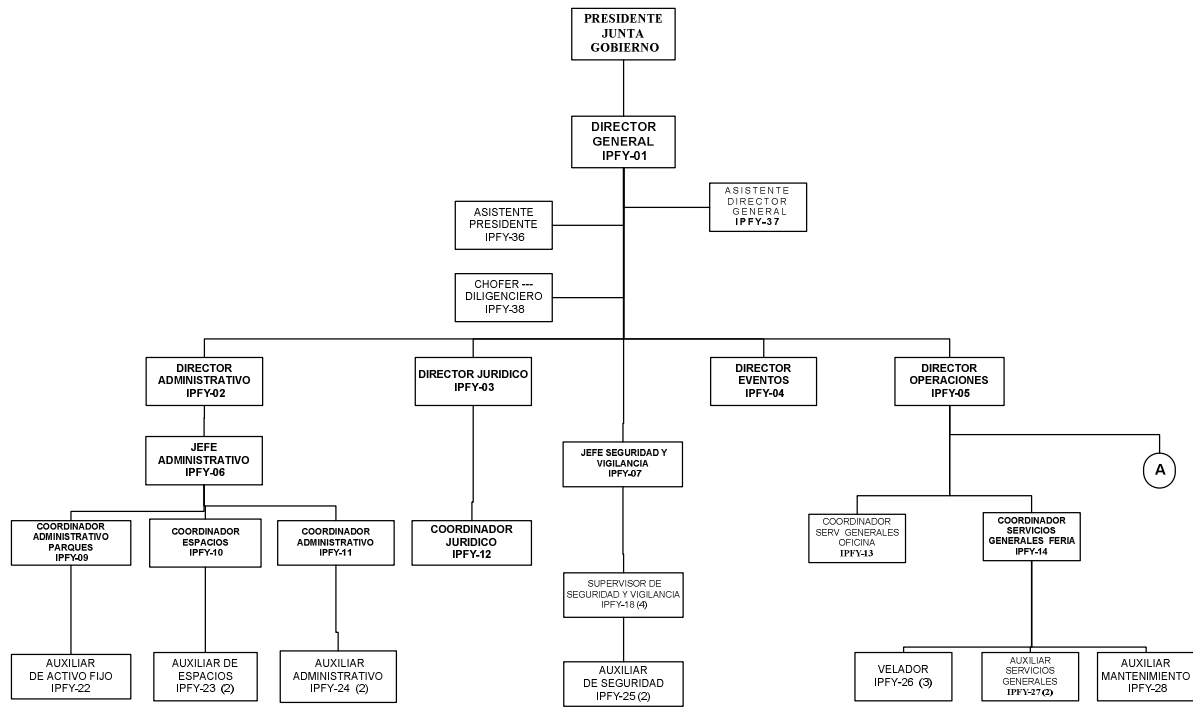 PRESIDENTE
JUNTA
GOBIERNO
DIRECTOR
GENERAL
IPFY-01
ASISTENTE
DIRECTOR
GENERAL
IPFY-37
ASISTENTE
PRESIDENTE
IPFY-36
CHOFER ---
DILIGENCIERO
IPFY-38
DIRECTOR
ADMINISTRATIVO
IPFY-02
DIRECTOR JURIDICO
IPFY-03
DIRECTOR
EVENTOS
IPFY-04
DIRECTOR
OPERACIONES
IPFY-05
JEFE
ADMINISTRATIVO
IPFY-06
JEFE SEGURIDAD Y
VIGILANCIA
IPFY-07
A
COORDINADOR
ADMINISTRATIVO
PARQUES
IPFY-09
COORDINADOR
ESPACIOS
IPFY-10
COORDINADOR
ADMINISTRATIVO
IPFY-11
COORDINADOR
JURIDICO
IPFY-12
COORDINADOR
SERV GENERALES
OFICINA
IPFY-13
COORDINADOR
SERVICIOS
GENERALES FERIA
IPFY-14
SUPERVISOR DE
SEGURIDAD Y VIGILANCIA
IPFY-18 (4)
AUXILIAR
DE ACTIVO FIJO
IPFY-22
AUXILIAR DE
ESPACIOS
IPFY-23 (2)
AUXILIAR
ADMINISTRATIVO
IPFY-24 (2)
AUXILIAR
DE SEGURIDAD
IPFY-25 (2)
VELADOR
IPFY-26 (3)
AUXILIAR
SERVICIOS
GENERALES
IPFY-27(2)
AUXILIAR
MANTENIMIENTO
IPFY-28